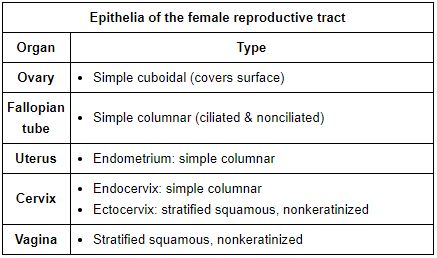 Epithelia of the female reproductive tract
Organ Type
Ovary • Simple cuboidal (covers surface)
Fallopian
tube • Simple columnar (ciliated & nonciliated)
Uterus • Endometrium: simple columnar
Cervix • Endocervix: simple columnar
• Ectocervix: stratified squamous, nonkeratinized
Vagina • Stratified squamous, nonkeratinized